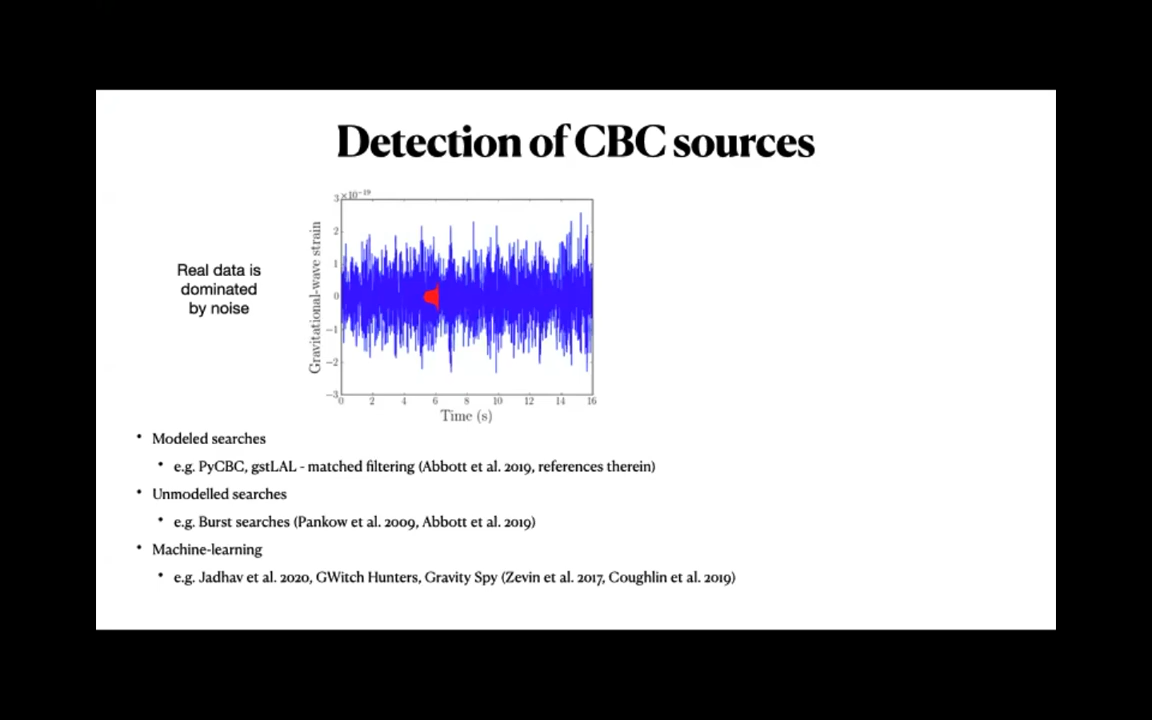 Detection of CBC sources
Real data is
dominated
by noise
3 ×10⁻¹⁹
2
1
0
−1
−2
−3
Gravitational-wave strain
0 2 4 6 8 10 12 14 16
Time (s)
• Modeled searches
• e.g. PyCBC, gstLAL - matched filtering (Abbott et al. 2019, references therein)
• Unmodelled searches
• e.g. Burst searches (Pankow et al. 2009, Abbott et al. 2019)
• Machine-learning
• e.g. Jadhav et al. 2020, GWitch Hunters, Gravity Spy (Zevin et al. 2017, Coughlin et al. 2019)